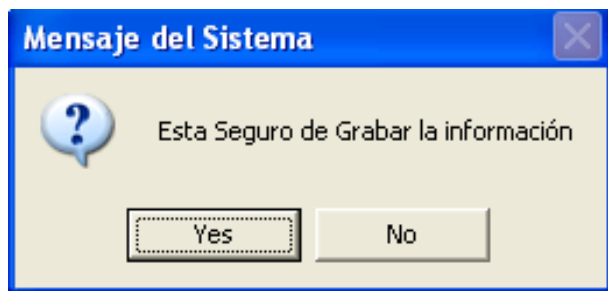 Mensaje del Sistema
Esta Seguro de Grabar la información
Yes
No